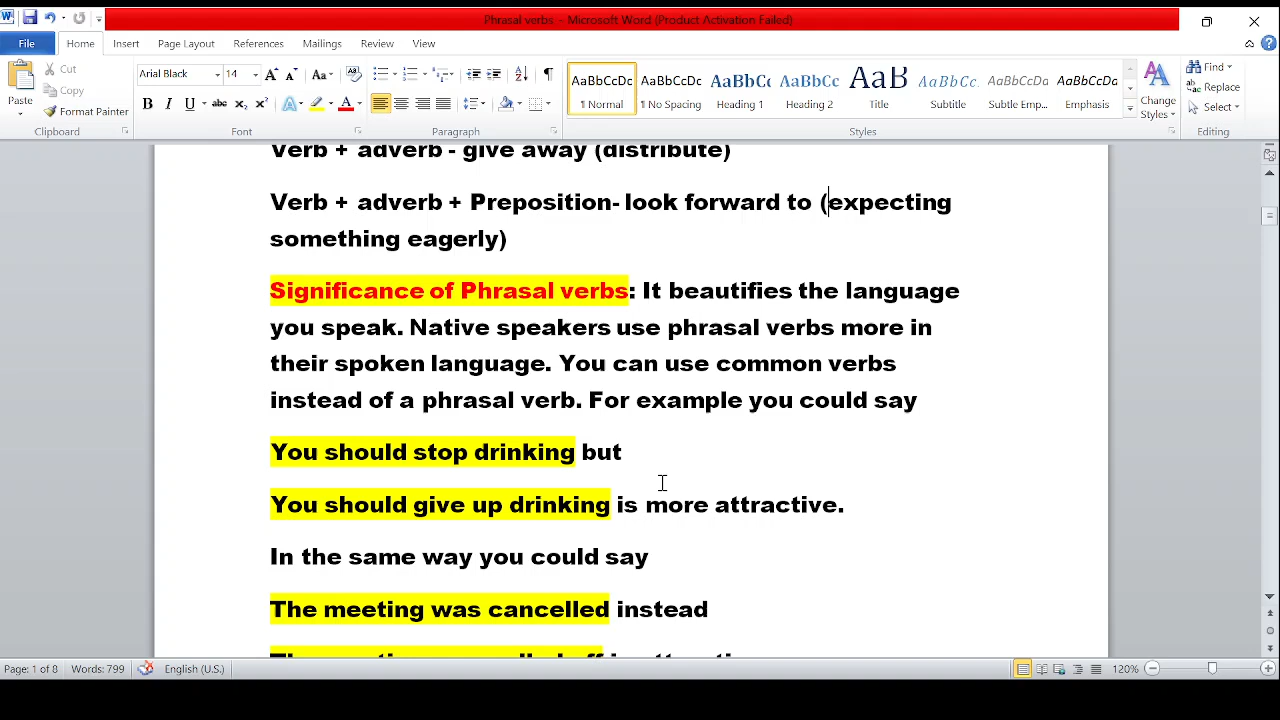 Phrasal verbs - Microsoft Word (Product Activation Failed)
File Home Insert Page Layout References Mailings Review View
Paste
Cut
Copy
Format Painter
Clipboard
Arial Black 14
Font
Paragraph
AaBbCcDc AaBbCcDc AaBbCc AaBbCc AaB AaBbCc. AaBbCcDc AaBbCcDc
¶ Normal ¶ No Spacing Heading 1 Heading 2 Title Subtitle Subtle Em... Emphasis
Change
Styles
Styles
Find
Replace
Select
Editing
Verb + adverb - give away (distribute)
Verb + adverb + Preposition- look forward to (expecting
something eagerly)
Significance of Phrasal verbs: It beautifies the language
you speak. Native speakers use phrasal verbs more in
their spoken language. You can use common verbs
instead of a phrasal verb. For example you could say
You should stop drinking but
You should give up drinking is more attractive.
In the same way you could say
The meeting was cancelled instead
Page: 1 of 8 Words: 799 English (U.S.) 120%